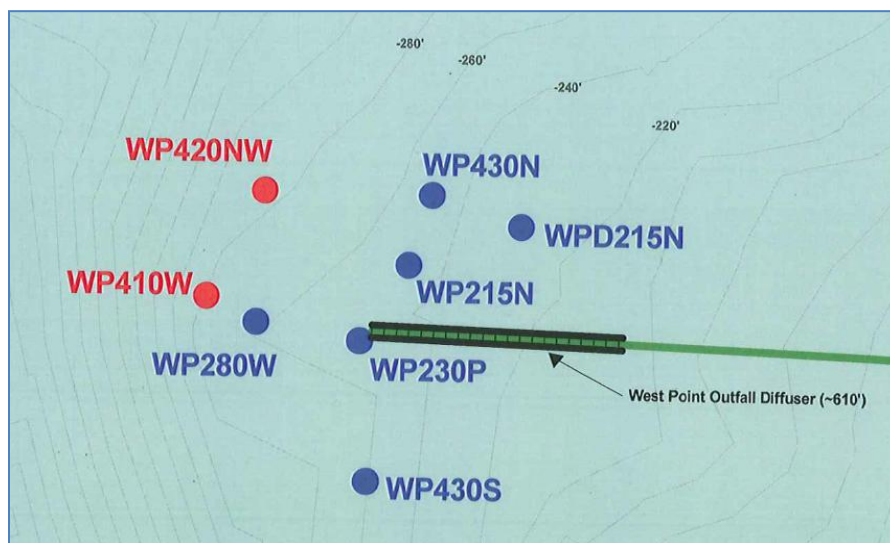 -280'
-260'
-240'
-220'
WP420NW
WP430N
WPD215N
WP410W
WP215N
WP280W
WP230P
West Point Outfall Diffuser (~610')
WP430S